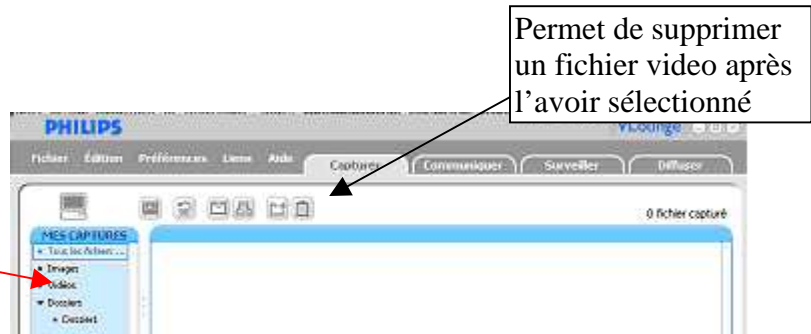 Permet de supprimer
un fichier video après
l’avoir sélectionné
PHILIPS
VLounge
Fichier Édition Préférences Liens Aide Capturer Communiquer Surveiller Diffuser
0 fichier capturé
MES CAPTURES
Tous les fichiers ...
Images
Vidéos
Dossiers
Dossier1